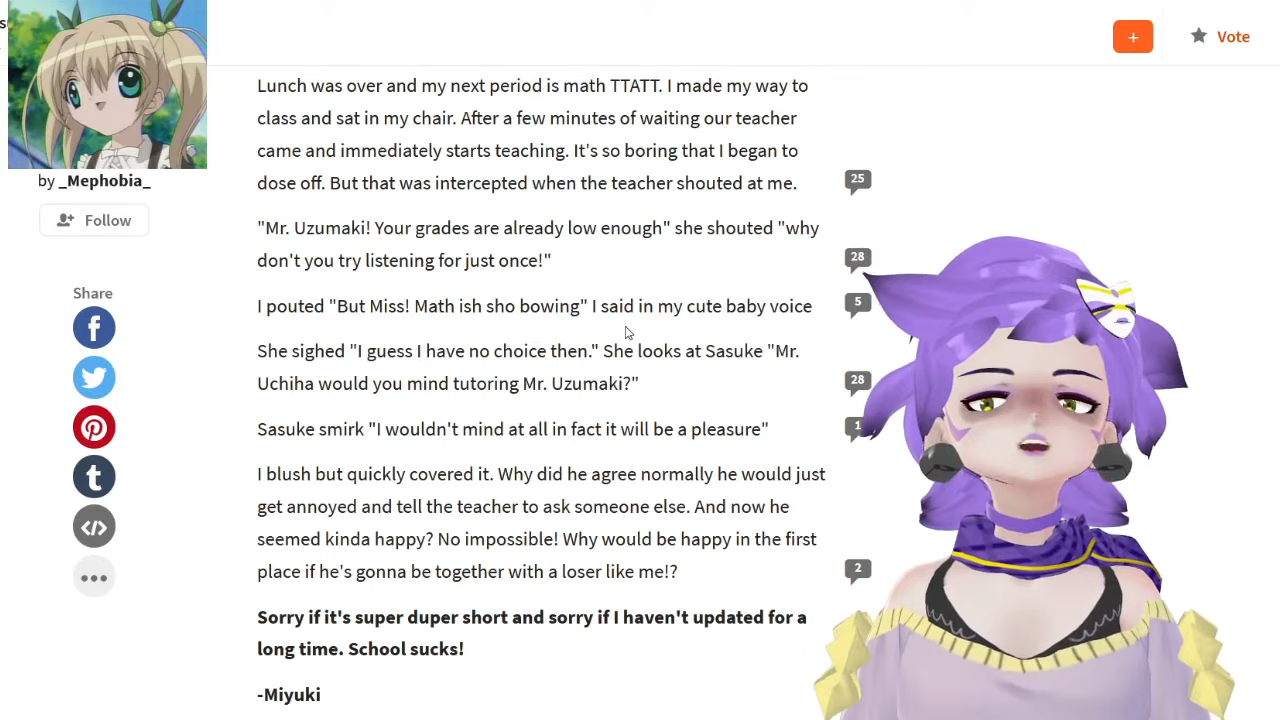 s
+
Vote
by _Mephobia_
Follow
Share
Lunch was over and my next period is math TTATT. I made my way to
class and sat in my chair. After a few minutes of waiting our teacher
came and immediately starts teaching. It's so boring that I began to
dose off. But that was intercepted when the teacher shouted at me.
25
"Mr. Uzumaki! Your grades are already low enough" she shouted "why
don't you try listening for just once!"
28
I pouted "But Miss! Math ish sho bowing" I said in my cute baby voice
5
She sighed "I guess I have no choice then." She looks at Sasuke "Mr.
Uchiha would you mind tutoring Mr. Uzumaki?"
28
Sasuke smirk "I wouldn't mind at all in fact it will be a pleasure"
1
I blush but quickly covered it. Why did he agree normally he would just
get annoyed and tell the teacher to ask someone else. And now he
seemed kinda happy? No impossible! Why would be happy in the first
place if he's gonna be together with a loser like me!?
2
Sorry if it's super duper short and sorry if I haven't updated for a
long time. School sucks!
-Miyuki